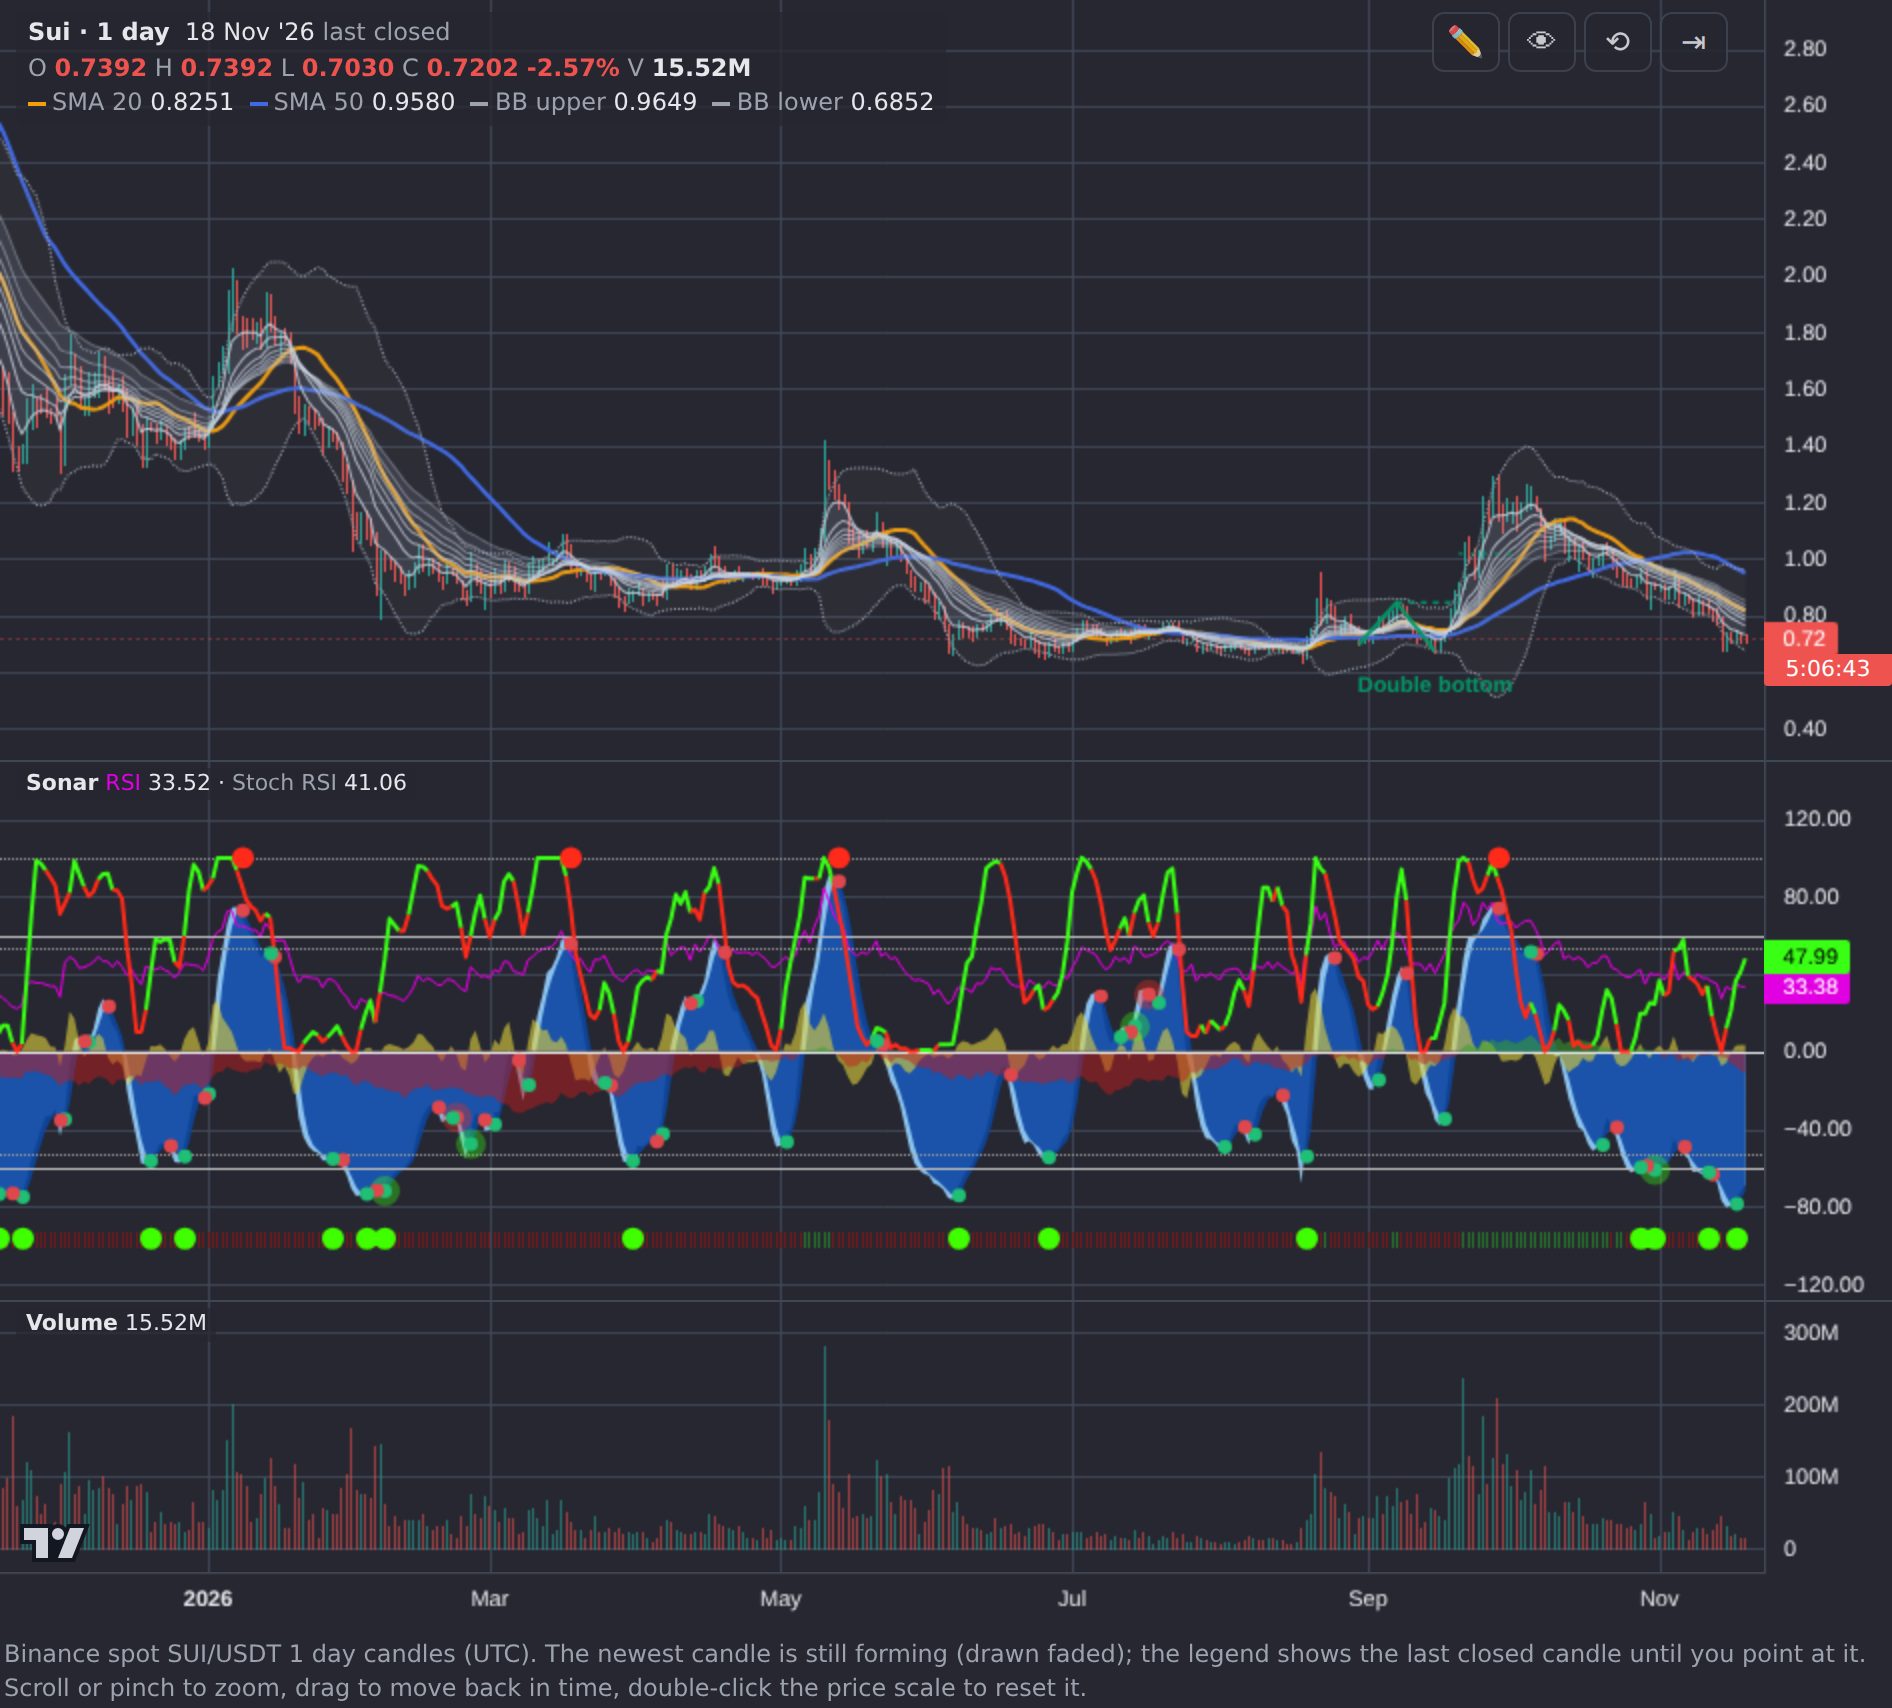 Sui · 1 day 18 Nov '26 last closed
O 0.7392 H 0.7392 L 0.7030 C 0.7202 -2.57% V 15.52M
SMA 20 0.8251 SMA 50 0.9580 BB upper 0.9649 BB lower 0.6852
2.80
2.60
2.40
2.20
2.00
1.80
1.60
1.40
1.20
1.00
0.80
0.72
5:06:43
Double bottom
0.40
Sonar RSI 33.52 · Stoch RSI 41.06
120.00
80.00
47.99
33.38
0.00
−40.00
−80.00
−120.00
Volume 15.52M
300M
200M
100M
0
2026 Mar May Jul Sep Nov
Binance spot SUI/USDT 1 day candles (UTC). The newest candle is still forming (drawn faded); the legend shows the last closed candle until you point at it.
Scroll or pinch to zoom, drag to move back in time, double-click the price scale to reset it.